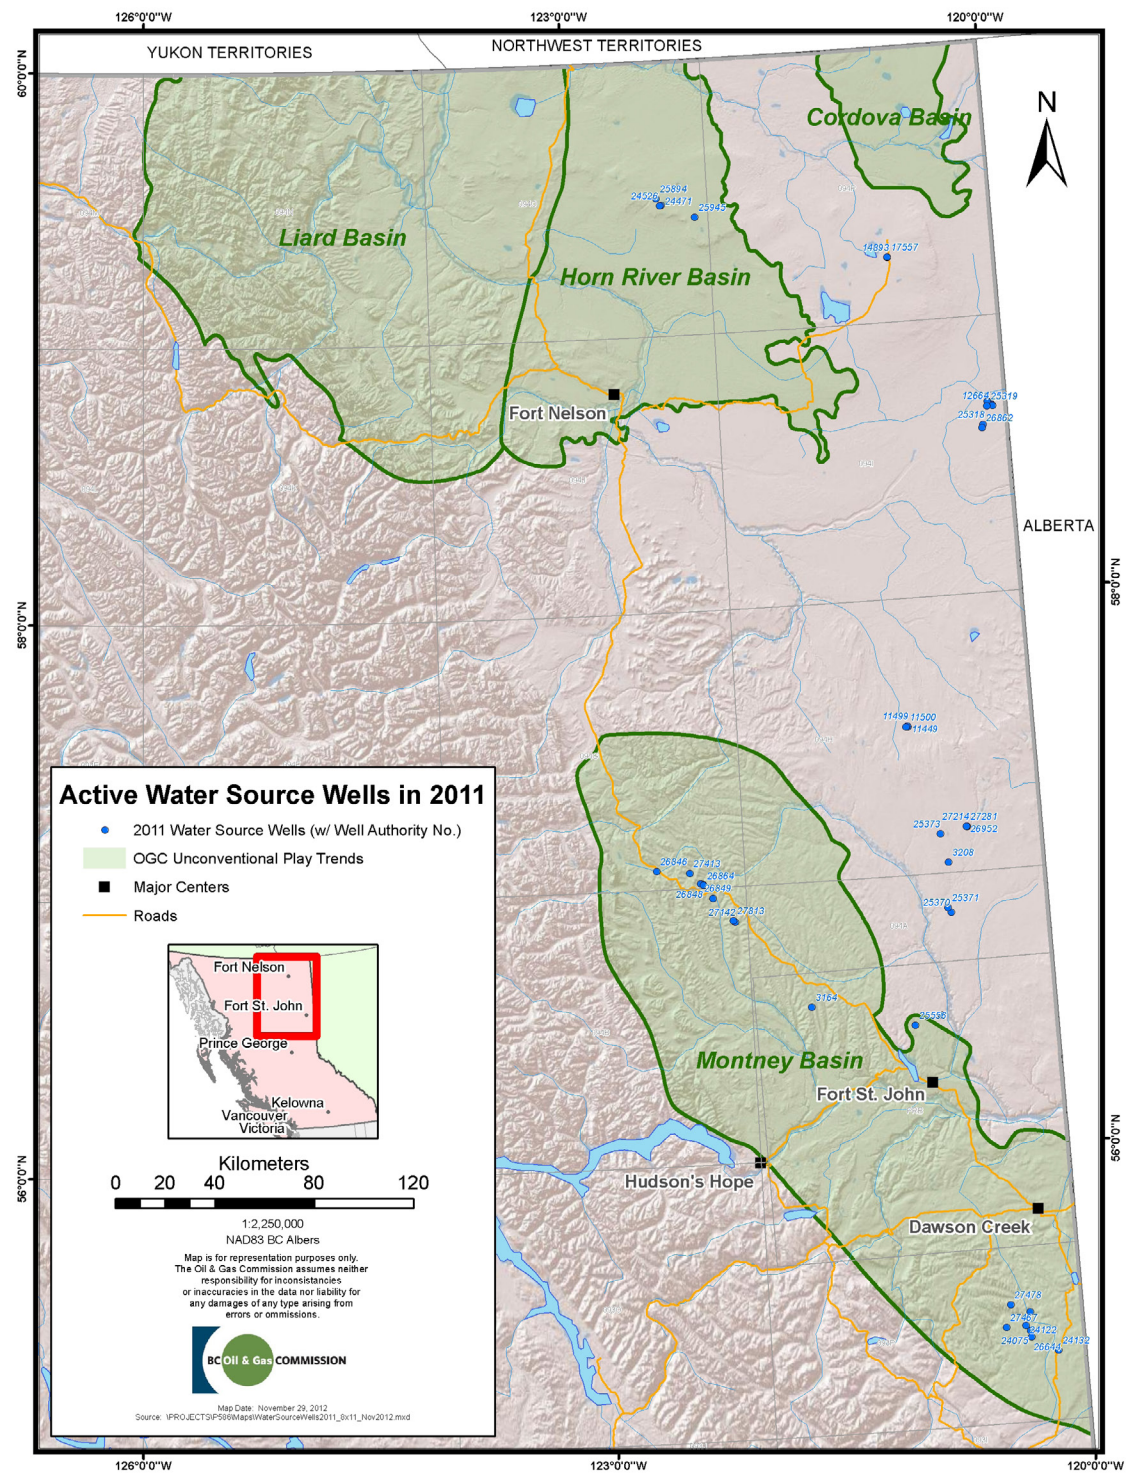 126°0'0"W 123°0'0"W 120°0'0"W
60°0'0"N
YUKON TERRITORIES
NORTHWEST TERRITORIES
Cordova Basin
N
25894
24526 24471
25945
Liard Basin
14893 17557
Horn River Basin
12664 25319
25318 26862
Fort Nelson
ALBERTA
58°0'0"N 58°0'0"N
11499 11500
11449
27214 27281
25373 26952
3208
25371
25370
26846 27413
26864
26849
26848
27142 27813
3164
25556
Montney Basin
Fort St. John
Hudson's Hope
Dawson Creek
56°0'0"N 56°0'0"N
27478
27467
24122
24075 26644 24132
Active Water Source Wells in 2011
2011 Water Source Wells (w/ Well Authority No.)
OGC Unconventional Play Trends
Major Centers
Roads
Fort Nelson
Fort St. John
Prince George
Kelowna
Vancouver
Victoria
Kilometers
0 20 40 80 120
1:2,250,000
NAD83 BC Albers
Map is for representation purposes only.
The Oil & Gas Commission assumes neither
responsibility for inconsistancies
or inaccuracies in the data nor liability for
any damages of any type arising from
errors or ommissions.
BC Oil & Gas COMMISSION
Map Date: November 29, 2012
Source: \PROJECTS\P586\Maps\WaterSourceWells2011_8x11_Nov2012.mxd
126°0'0"W 123°0'0"W 120°0'0"W